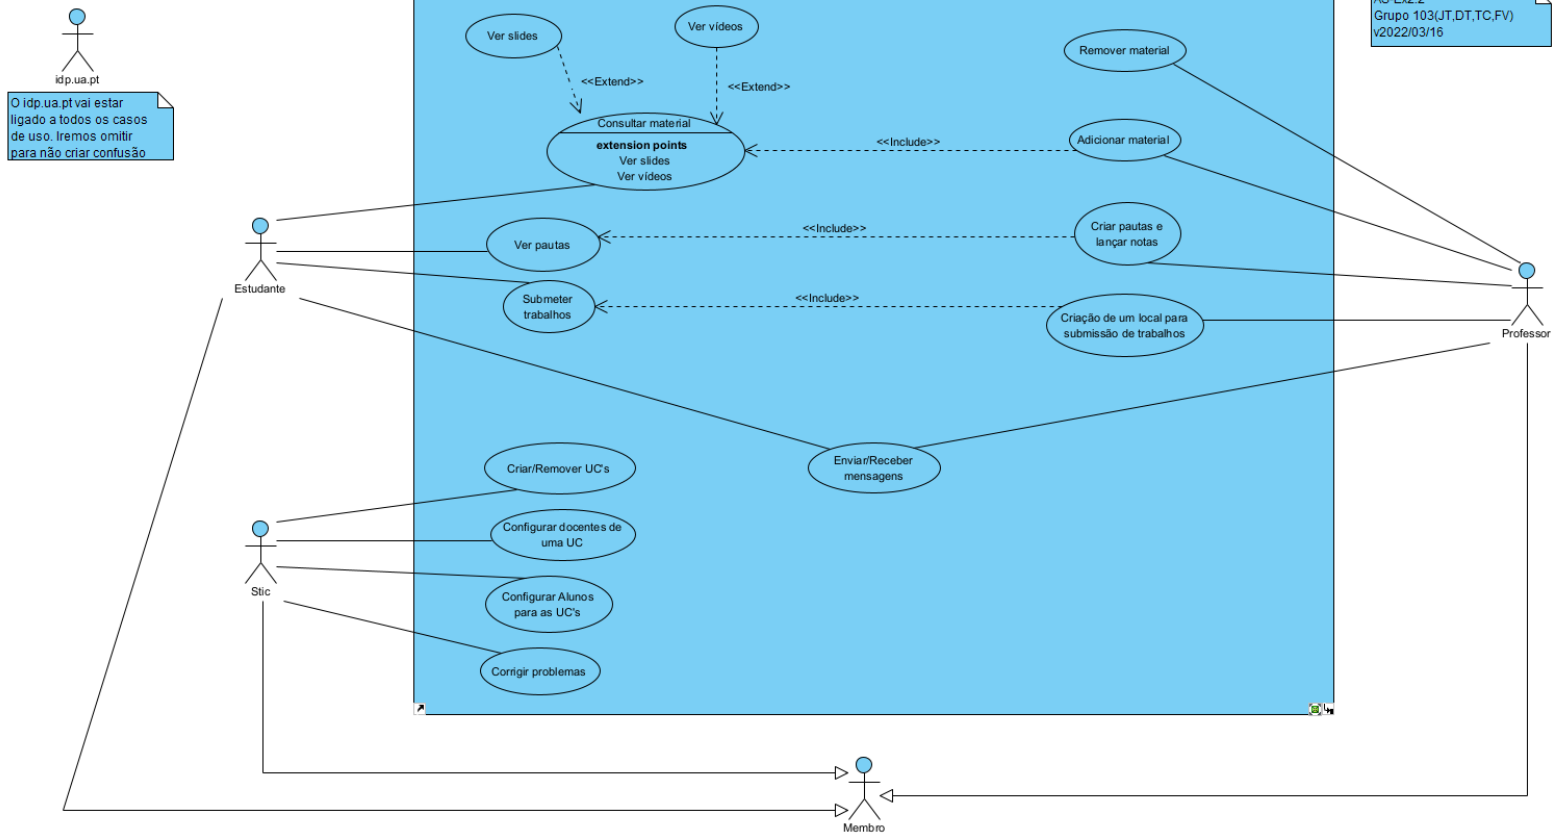 AS-Ex2.2
Grupo 103(JT,DT,TC,FV)
v2022/03/16
idp.ua.pt
O idp.ua.pt vai estar
ligado a todos os casos
de uso. Iremos omitir
para não criar confusão
Ver slides
Ver vídeos
<<Extend>>
<<Extend>>
Remover material
Consultar material
extension points
Ver slides
Ver vídeos
<<Include>>
Adicionar material
Estudante
Ver pautas
<<Include>>
Criar pautas e
lançar notas
Submeter
trabalhos
<<Include>>
Criação de um local para
submissão de trabalhos
Professor
Enviar/Receber
mensagens
Criar/Remover UC's
Configurar docentes de
uma UC
Stic
Configurar Alunos
para as UC's
Corrigir problemas
Membro